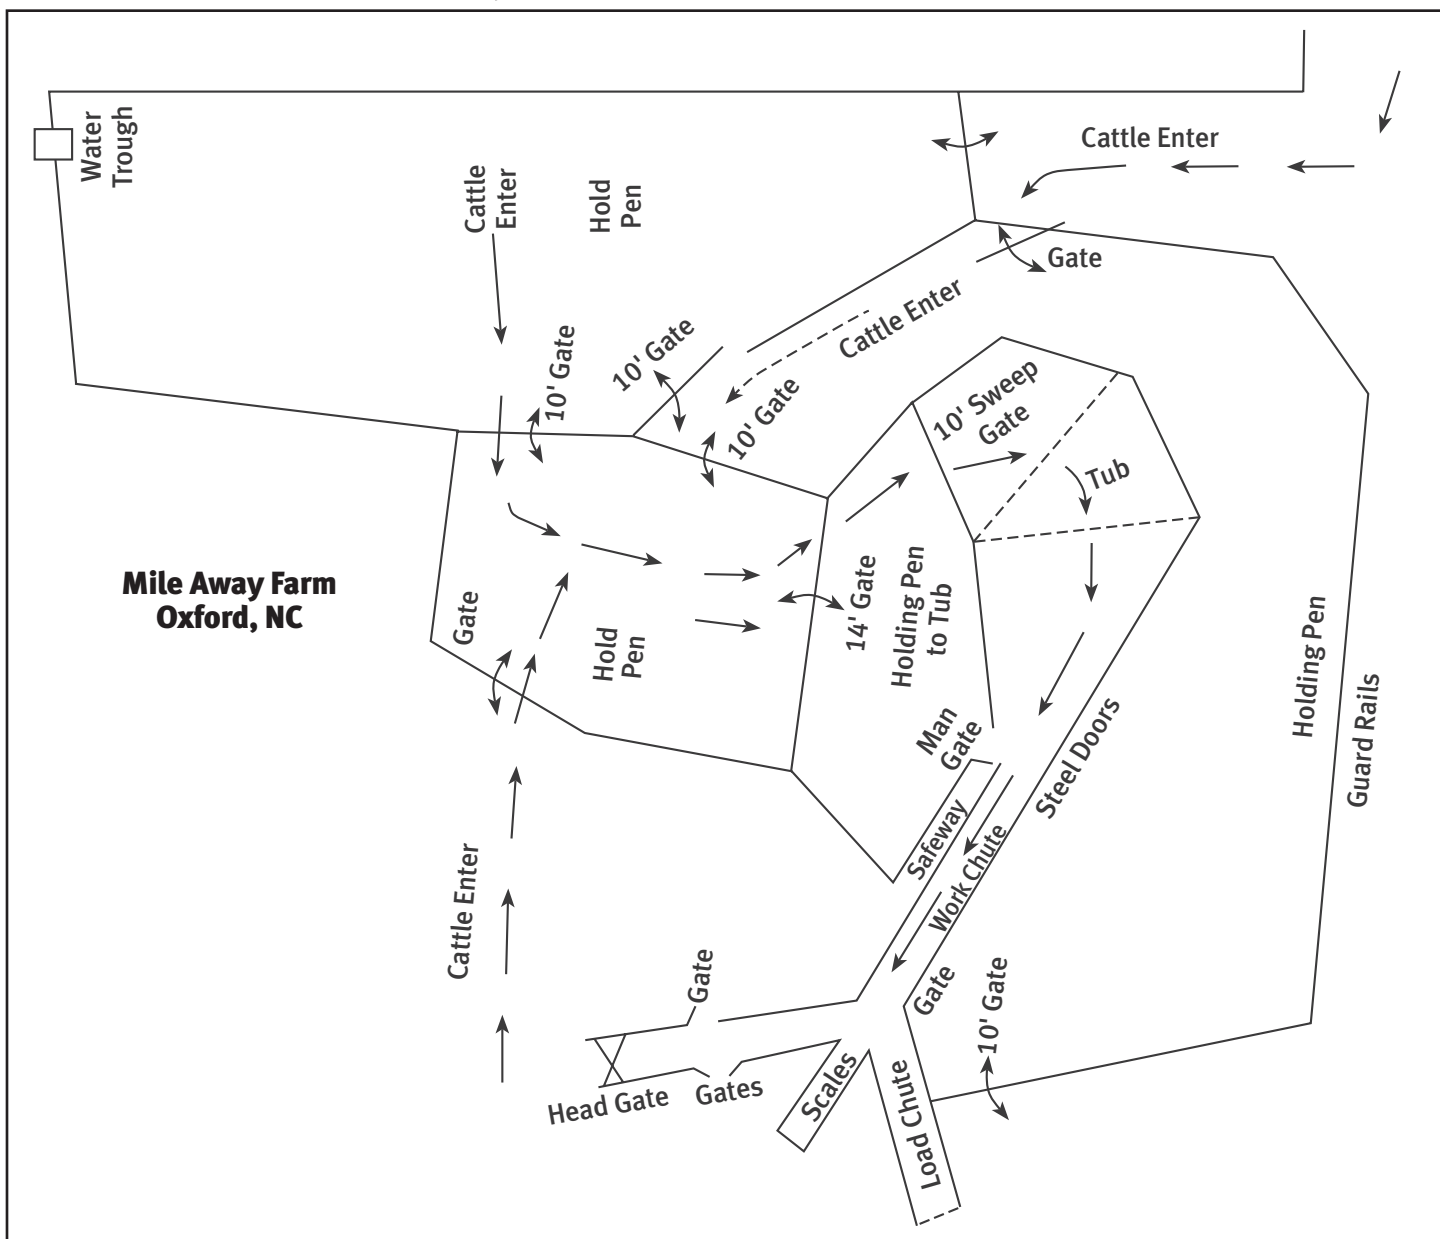 Water
Trough
Cattle
Enter
Hold
Pen
Cattle Enter
Gate
Cattle Enter
10' Gate
10' Gate
10' Gate
10' Sweep
Gate
Tub
Mile Away Farm
Oxford, NC
Gate
Hold
Pen
14' Gate
Holding Pen
to Tub
Man
Gate
Steel Doors
Holding Pen
Guard Rails
Safeway
Work Chute
Cattle Enter
Gate
Gate
10' Gate
Head Gate
Gates
Scales
Load Chute